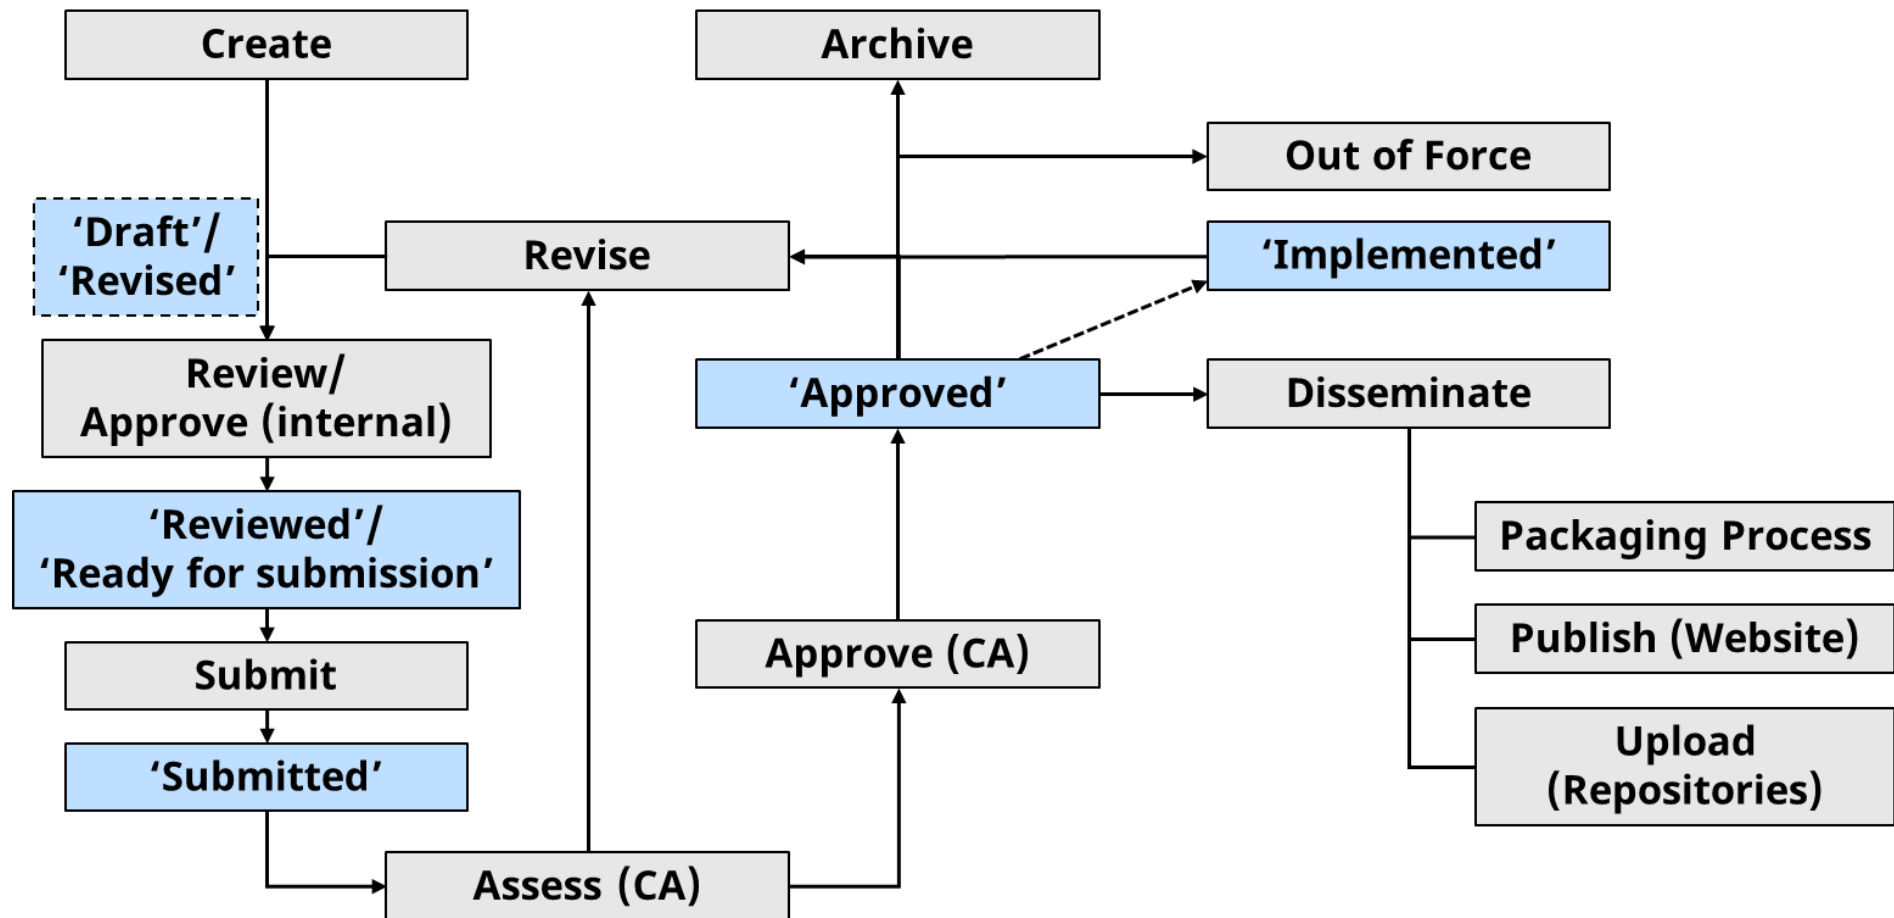 Create
Archive
Out of Force
‘Draft’/
‘Revised’
Revise
‘Implemented’
Review/
Approve (internal)
‘Approved’
Disseminate
‘Reviewed’/
‘Ready for submission’
Packaging Process
Submit
Approve (CA)
Publish (Website)
‘Submitted’
Upload
(Repositories)
Assess (CA)